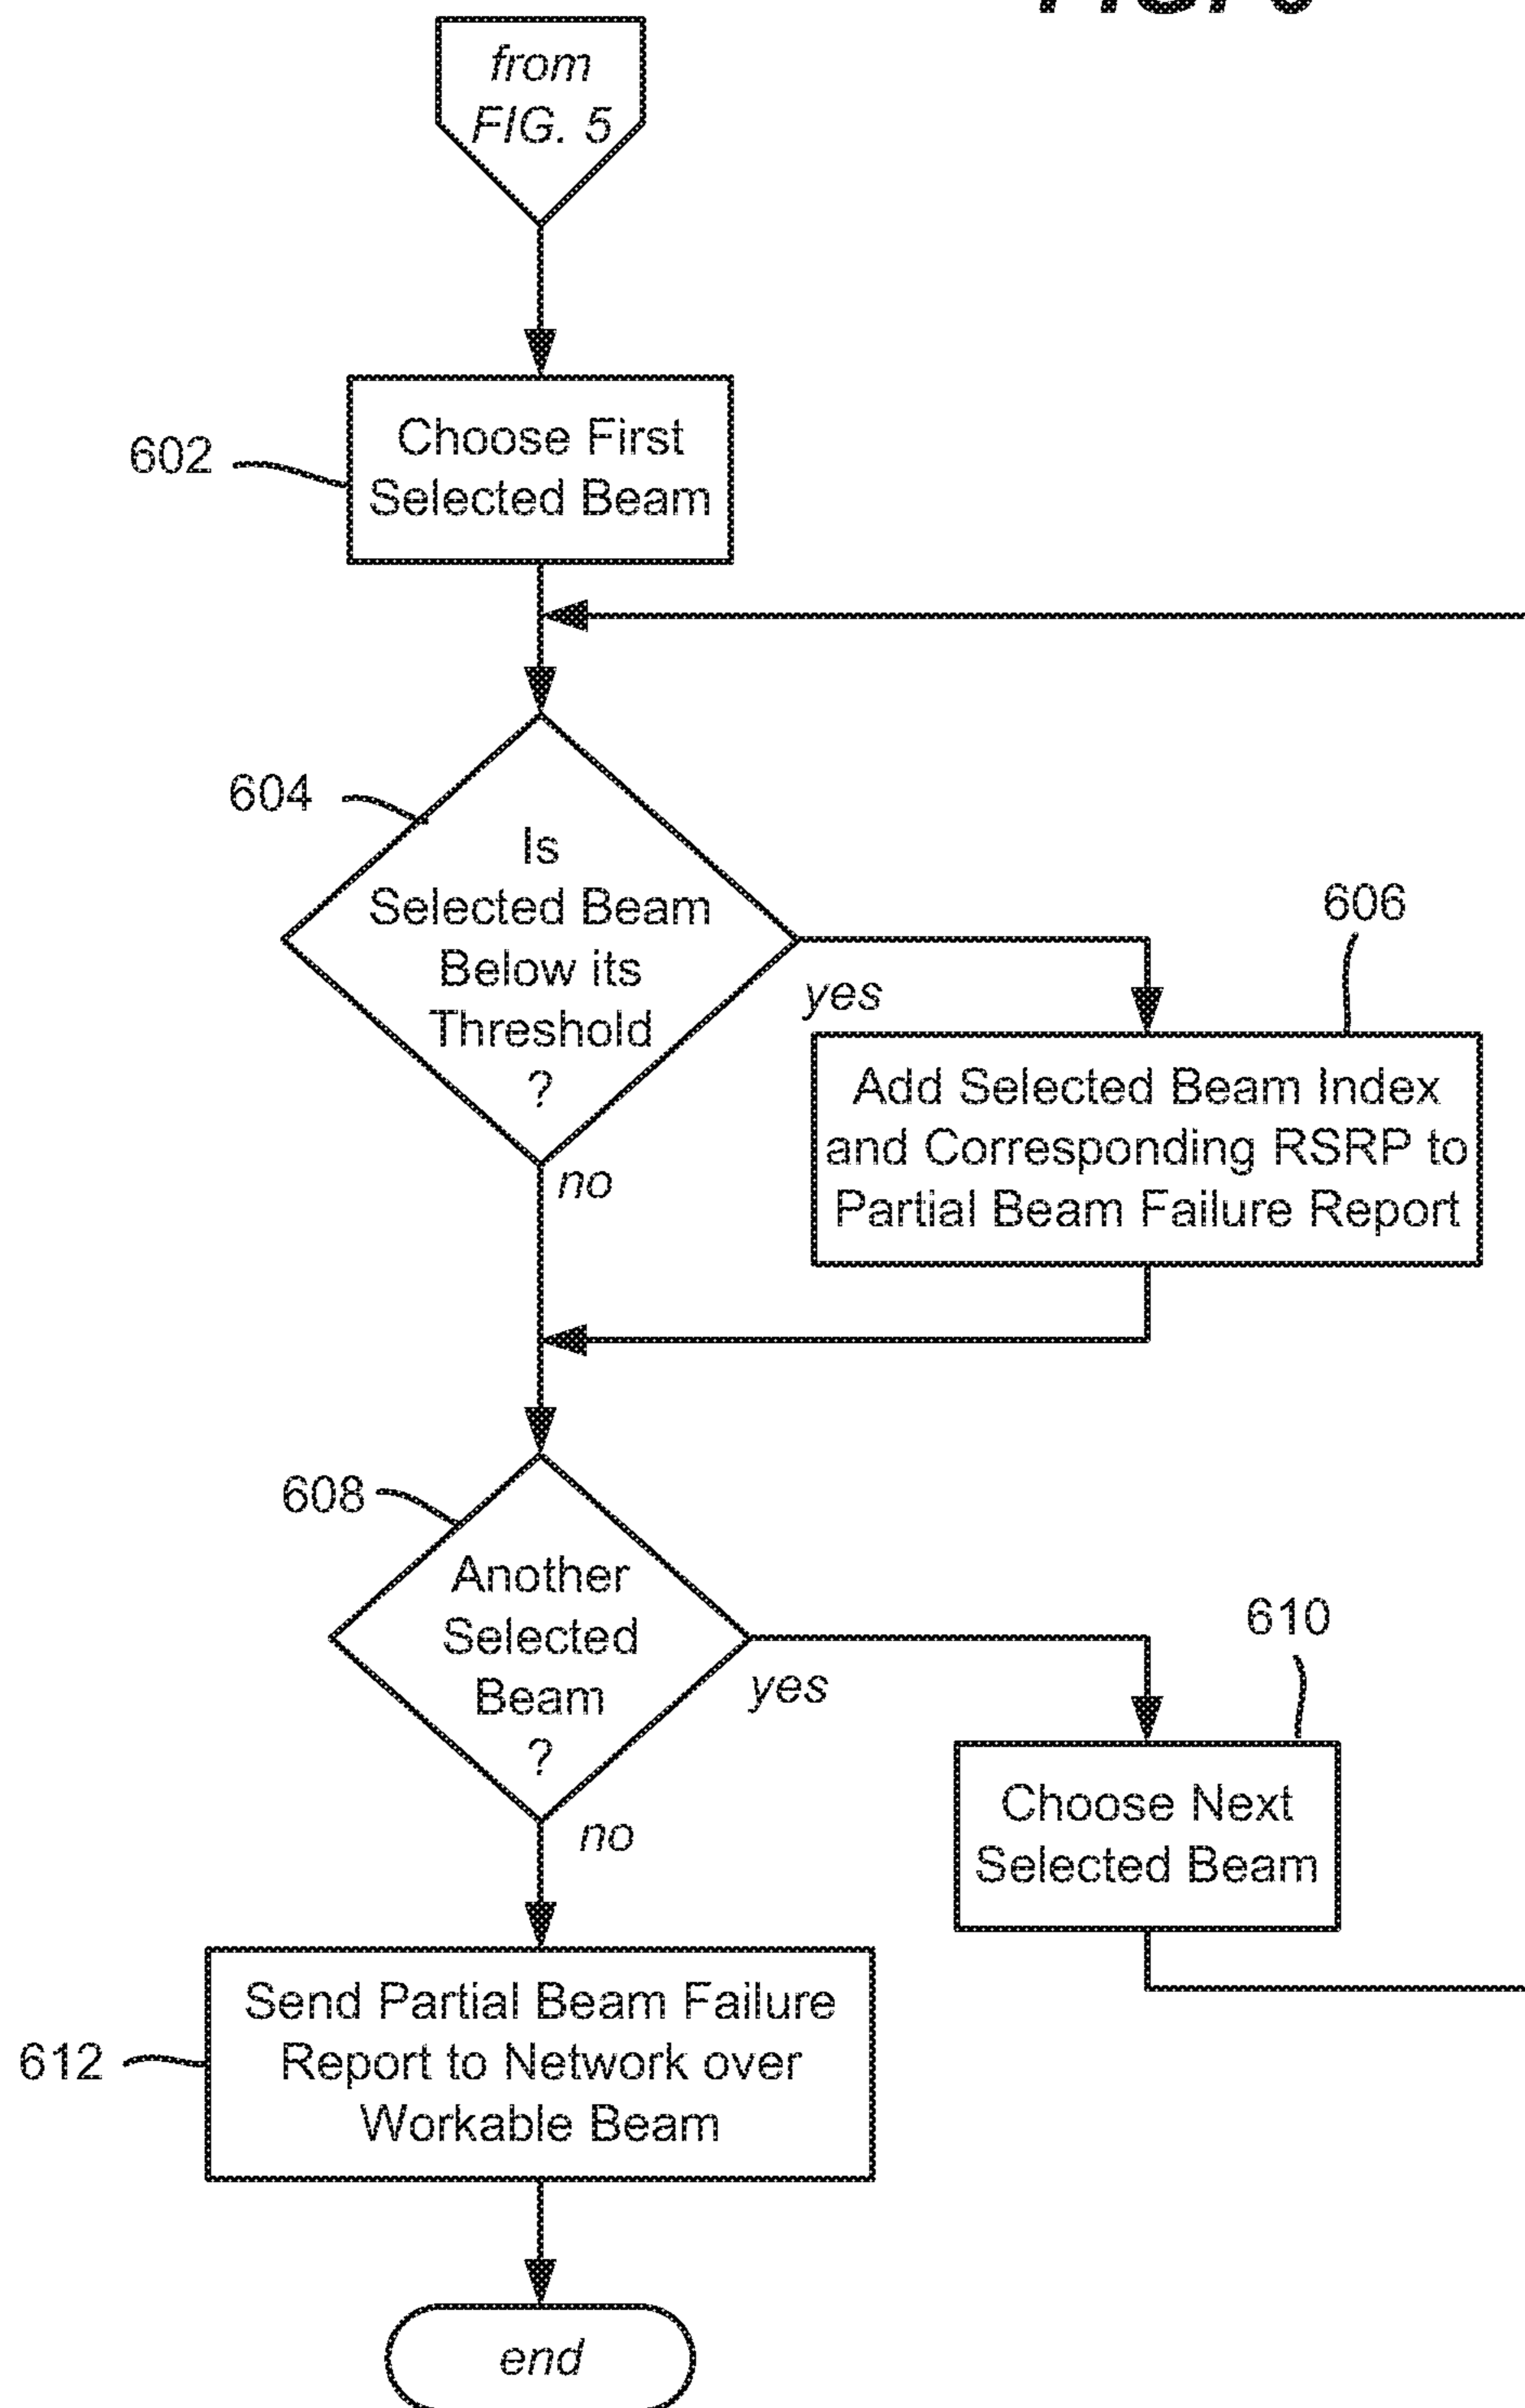 from
FIG. 5
602
Choose First
Selected Beam
604
Is
Selected Beam
Below its
Threshold
?
yes
no
606
Add Selected Beam Index
and Corresponding RSRP to
Partial Beam Failure Report
608
Another
Selected
Beam
?
yes
no
610
Choose Next
Selected Beam
612
Send Partial Beam Failure
Report to Network over
Workable Beam
end